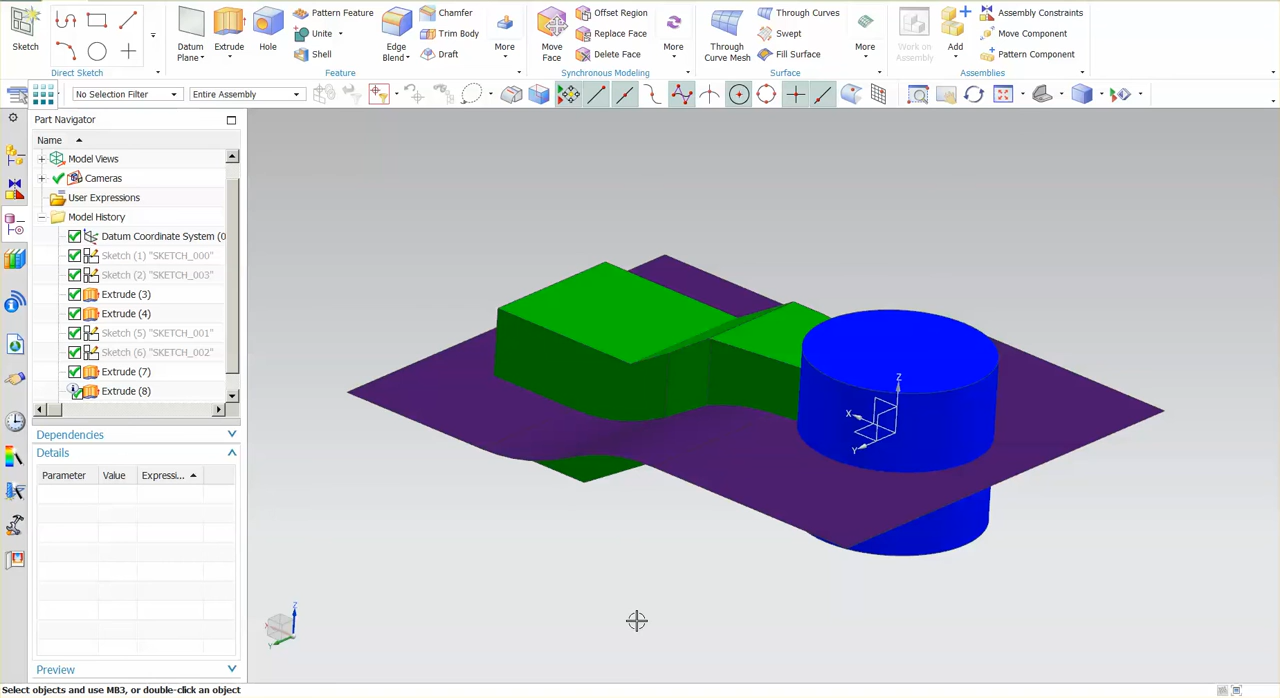 Sketch
Direct Sketch
Datum Plane
Extrude
Hole
Pattern Feature
Unite
Shell
Edge Blend
Chamfer
Trim Body
Draft
More
Feature
Move Face
Offset Region
Replace Face
Delete Face
More
Synchronous Modeling
Through Curve Mesh
Through Curves
Swept
Fill Surface
More
Surface
Work on Assembly
Add
Assembly Constraints
Move Component
Pattern Component
Assemblies
No Selection Filter
Entire Assembly
Part Navigator
Name
Model Views
Cameras
User Expressions
Model History
Datum Coordinate System (0
Sketch (1) "SKETCH_000"
Sketch (2) "SKETCH_003"
Extrude (3)
Extrude (4)
Sketch (5) "SKETCH_001"
Sketch (6) "SKETCH_002"
Extrude (7)
Extrude (8)
Dependencies
Details
Parameter Value Expressi...
Preview
Z
X
Y
Z
Y
Select objects and use MB3, or double-click an object